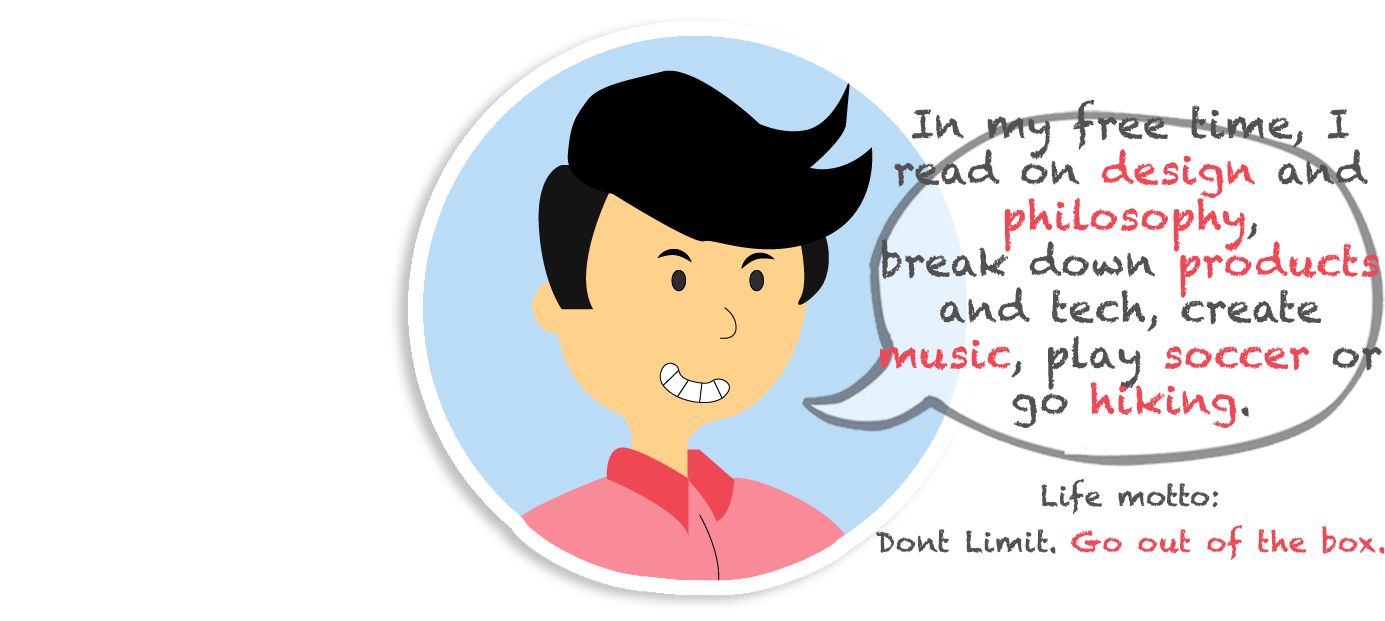 In my free time, I
read on design and
philosophy,
break down products
and tech, create
music, play soccer or
go hiking.
Life motto:
Dont Limit. Go out of the box.